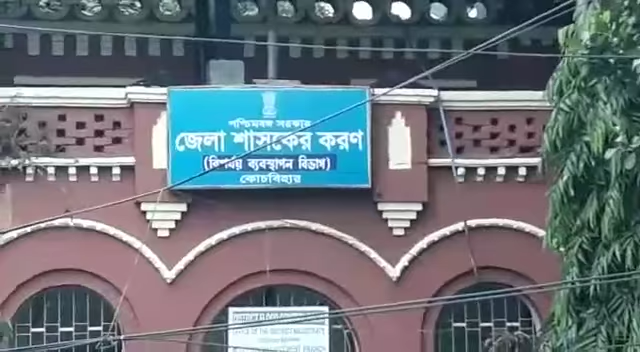 পশ্চিমবঙ্গ সরকার
জেলা শাসকের করণ
(বিপর্যয় ব্যবস্থাপন বিভাগ)
কোচবিহার
OFFICE OF THE DISTRICT MAGISTRATE